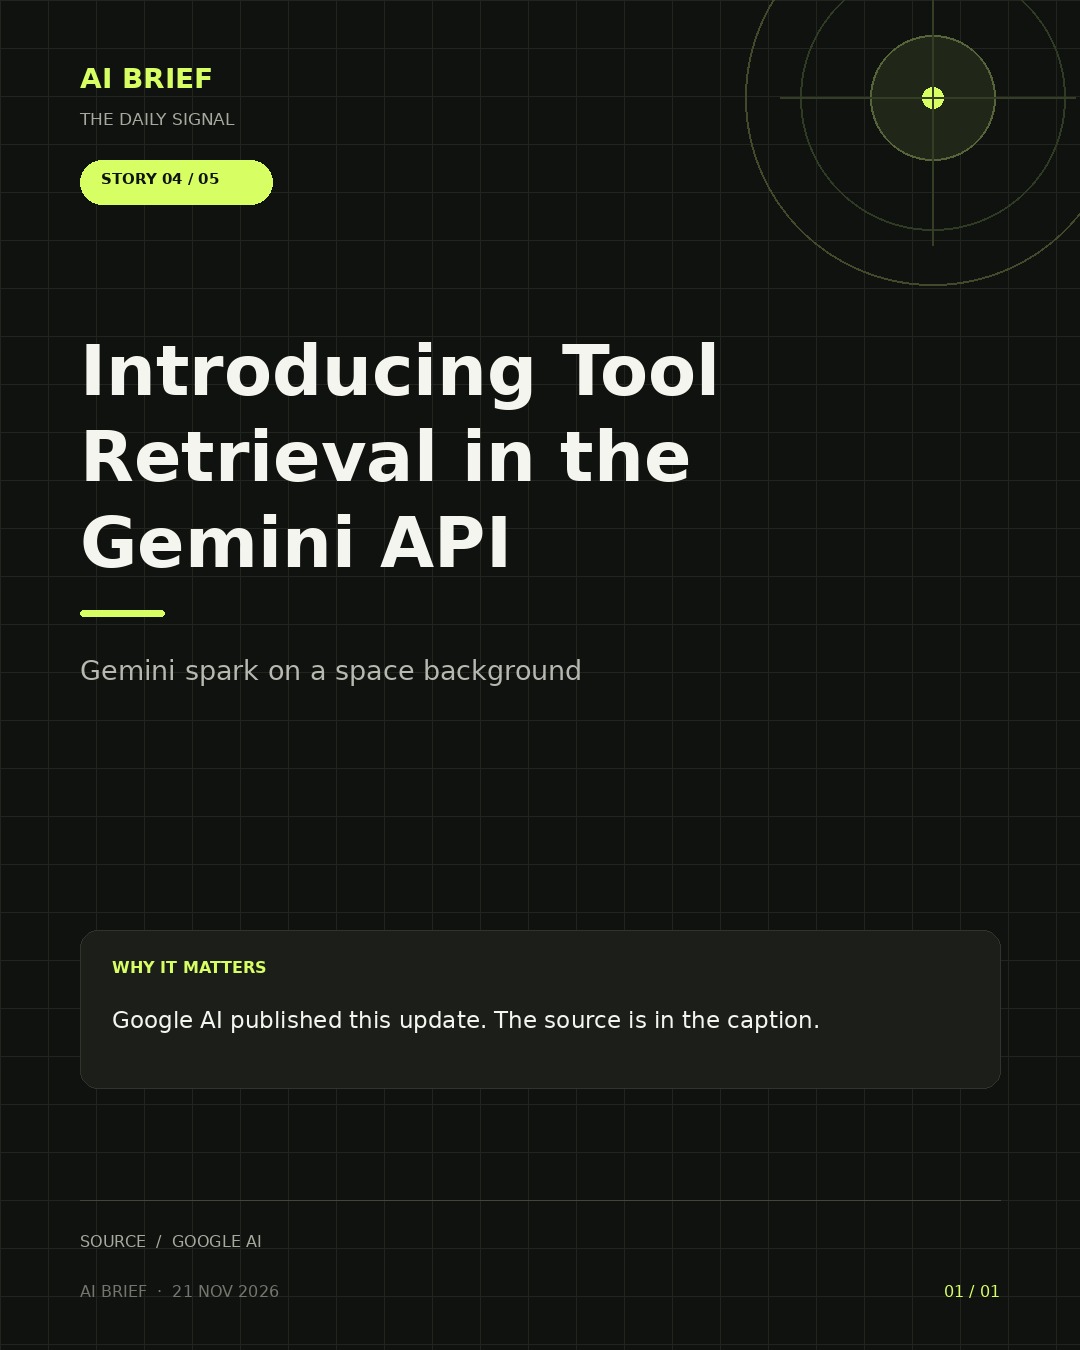 AI BRIEF
THE DAILY SIGNAL
STORY 04 / 05
Introducing Tool
Retrieval in the
Gemini API
Gemini spark on a space background
WHY IT MATTERS
Google AI published this update. The source is in the caption.
SOURCE / GOOGLE AI
AI BRIEF · 21 NOV 2026
01 / 01